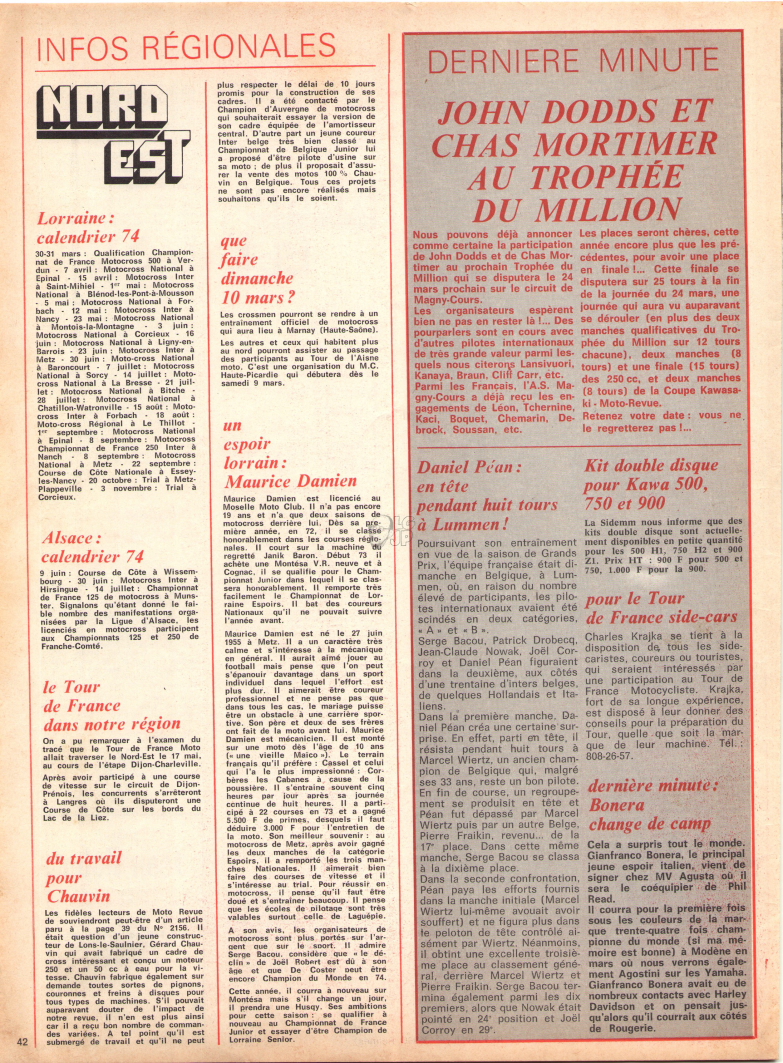 INFOS RÉGIONALES
NORD
EST
Lorraine :
calendrier 74
30-31 mars : Qualification Champion-
nat de France Motocross 500 à Ver-
dun - 7 avril : Motocross National à
Epinal - 15 avril : Motocross Inter
à Saint-Mihiel - 1er mai : Motocross
National à Blénod-les-Pont-à-Mousson
- 5 mai : Motocross National à For-
bach - 12 mai : Motocross Inter à
Nancy - 23 mai : Motocross National
à Montois-la-Montagne - 3 juin :
Motocross National à Corcieux - 16
juin : Motocross National à Ligny-en-
Barrois - 23 juin : Motocross Inter à
Metz - 30 juin : Moto-cross National
à Baroncourt - 7 juillet : Motocross
National à Sorcy - 14 juillet : Moto-
cross National à La Bresse - 21 juil-
let : Motocross National à Bitche -
28 juillet : Motocross National à
Chatillon-Watronville - 15 août : Moto-
cross Inter à Forbach - 18 août :
Moto-cross Régional à Le Thillot -
1er septembre : Motocross National
à Epinal - 8 septembre : Motocross
Championnat de France 250 Inter à
Nanch - 8 septembre : Motocross
National à Metz - 22 septembre :
Course de Côte Nationale à Essey-
les-Nancy - 20 octobre : Trial à Metz-
Plappeville - 3 novembre : Trial à
Corcieux.
Alsace :
calendrier 74
9 juin : Course de Côte à Wissem-
bourg - 30 juin : Motocross Inter à
Hirsingue - 14 juillet : Championnat
de France 125 de motocross à Muns-
ter. Signalons qu'étant donné le fai-
ble nombre des manifestations orga-
nisées par la Ligue d'Alsace, les
licenciés en motocross participent
aux Championnats 125 et 250 de
Franche-Comté.
le Tour
de France
dans notre région
On a pu remarquer à l'examen du
tracé que le Tour de France Moto
allait traverser le Nord-Est le 17 mai,
au cours de l'étape Dijon-Charleville.
Après avoir participé à une course
de vitesse sur le circuit de Dijon-
Prénois, les concurrents s'arrêteront
à Langres où ils disputeront une
Course de Côte sur les bords du
Lac de la Liez.
du travail
pour
Chauvin
Les fidèles lecteurs de Moto Revue
de souviendront peut-être d'un article
paru à la page 39 du N° 2156. Il
était question d'un jeune construc-
teur de Lons-le-Saulnier, Gérard Chau-
vin qui avait fabriqué un cadre de
cross intéressant et conçu un moteur
250 et un 50 cc à eau pour la vi-
tesse. Chauvin fabrique également sur
demande toutes sortes de pignons,
couronnes et freins à disques pour
tous types de machines. S'il pouvait
auparavant douter de l'impact de
notre revue, il n'en est plus ainsi
car il a reçu bon nombre de comman-
des variées. A tel point qu'il est
submergé de travail et qu'il ne peut
42
plus respecter le délai de 10 jours
promis pour la construction de ses
cadres. Il a été contacté par le
Champion d'Auvergne de motocross
qui souhaiterait essayer la version de
son cadre équipée de l'amortisseur
central. D'autre part un jeune coureur
Inter belge très bien classé au
Championnat de Belgique Junior lui
a proposé d'être pilote d'usine sur
sa moto ; de plus il proposait d'assu-
rer la vente des motos 100 % Chau-
vin en Belgique. Tous ces projets
ne sont pas encore réalisés mais
souhaitons qu'ils le soient.
que
faire
dimanche
10 mars ?
Les crossmen pourront se rendre à un
entrainement officiel de motocross
qui aura lieu à Marnay (Haute-Saône).
Les autres et ceux qui habitent plus
au nord pourront assister au passage
des participants au Tour de l'Aisne
moto. C'est une organisation du M.C.
Haute-Picardie qui débutera dès le
samedi 9 mars.
un
espoir
lorrain :
Maurice Damien
Maurice Damien est licencié au
Moselle Moto Club. Il n'a pas encore
19 ans et n'a que deux saisons de
motocross derrière lui. Dès sa pre-
mière année, en 72, il se classe
honorablement dans les courses régio-
nales. Il court sur la machine du
regretté Janik Baron. Début 73 il
achète une Montésa V.R. neuve et à
Cognac, il se qualifie pour le Cham-
pionnat Junior dans lequel il se clas-
sera honorablement. Il remporte très
facilement le Championnat de Lor-
raine Espoirs. Il bat des coureurs
Nationaux qu'il ne pouvait suivre
l'année avant.
Maurice Damien est né le 27 juin
1955 à Metz. Il a un caractère très
calme et s'intéresse à la mécanique
en général. Il aurait aimé jouer au
football mais pense que l'on peut
s'épanouir davantage dans un sport
individuel dans lequel l'effort est
plus dur. Il aimerait être coureur
professionnel et ne pense pas que
dans tous les cas, le mariage puisse
être un obstacle à une carrière spor-
tive. Son père et deux de ses frères
ont fait de la moto avant lui. Maurice
Damien est mécanicien. Il est monté
sur une moto dès l'âge de 10 ans
(« une vieille Maico »). Le terrain
français qu'il préfère : Cassel et celui
qui l'a le plus impressionné : Cor-
bères les Cabanes à cause de la
poussière. Il s'entraine souvent cinq
heures par jour après sa journée
continue de huit heures. Il a parti-
cipé à 22 courses en 73 et a gagné
5.500 F de primes, desquels il faut
déduire 3.000 F pour l'entretien de
la moto. Son meilleur souvenir : au
motocross de Metz, après avoir gagné
les deux manches de la catégorie
Espoirs, il a remporté les trois man-
ches Nationales. Il aimerait bien
faire des courses de vitesse et il
s'intéresse au trial. Pour réussir en
motocross, il pense qu'il faut être
doué et s'entrainer beaucoup. Il pense
que les écoles de pilotage sont très
valables surtout celle de Laguépie.
A son avis, les organisateurs de
motocross sont plus portés sur l'ar-
gent que sur le sport. Il admire
Serge Bacou, considère que « le dé-
clin » de Joël Robert est dû à son
âge et que De Coster peut être
encore Champion du Monde en 74.
Cette année, il courra à nouveau sur
Montésa mais s'il change un jour,
il prendra une Husqy. Ses ambitions
pour cette saison : se qualifier à
nouveau au Championnat de France
Junior et essayer d'être Champion de
Lorraine Senior.
DERNIERE MINUTE
JOHN DODDS ET
CHAS MORTIMER
AU TROPHÉE
DU MILLION
Nous pouvons déjà annoncer
comme certaine la participation
de John Dodds et de Chas Mor-
timer au prochain Trophée du
Million qui se disputera le 24
mars prochain sur le circuit de
Magny-Cours.
Les organisateurs espèrent
bien ne pas en rester là !... Des
pourparlers sont en cours avec
d'autres pilotes internationaux
de très grande valeur parmi les-
quels nous citerons Lansivuori,
Kanaya, Braun, Cliff Carr, etc.
Parmi les Français, l'A.S. Ma-
gny-Cours a déjà reçu les en-
gagements de Léon, Tchernine,
Kaci, Boquet, Chemarin, De-
brock, Soussan, etc.
Les places seront chères, cette
année encore plus que les pré-
cédentes, pour avoir une place
en finale !... Cette finale se
disputera sur 25 tours à la fin
de la journée du 24 mars, une
journée qui aura vu auparavant
se dérouler (en plus des deux
manches qualificatives du Tro-
phée du Million sur 12 tours
chacune), deux manches (8
tours) et une finale (15 tours)
des 250 cc, et deux manches
(8 tours) de la Coupe Kawasa-
ki - Moto-Revue.
Retenez votre date : vous ne
le regretterez pas !...
Daniel Péan :
en tête
pendant huit tours
à Lummen !
Poursuivant son entraînement
en vue de la saison de Grands
Prix, l'équipe française était di-
manche en Belgique, à Lum-
men, où, en raison du nombre
élevé de participants, les pilo-
tes internationaux avaient été
scindés en deux catégories,
« A » et « B ».
Serge Bacou, Patrick Drobecq,
Jean-Claude Nowak, Joël Cor-
roy et Daniel Péan figuraient
dans la deuxième, aux côtés
d'une trentaine d'inters belges,
de quelques Hollandais et Ita-
liens.
Dans la première manche, Da-
niel Péan créa une certaine sur-
prise. En effet, parti en tête, il
résista pendant huit tours à
Marcel Wiertz, un ancien cham-
pion de Belgique qui, malgré
ses 33 ans, reste un bon pilote.
En fin de course, un regroupe-
ment se produisit en tête et
Péan fut dépassé par Marcel
Wiertz puis par un autre Belge,
Pierre Fraikin, revenu... de la
17e place. Dans cette même
manche, Serge Bacou se classa
à la dixième place.
Dans la seconde confrontation,
Péan paya les efforts fournis
dans la manche initiale (Marcel
Wiertz lui-même avouait avoir
souffert) et ne figura plus dans
le peloton de tête contrôlé ai-
sément par Wiertz. Néanmoins,
il obtint une excellente troisiè-
me place au classement géné-
ral, derrière Marcel Wiertz et
Pierre Fraikin. Serge Bacou ter-
mina également parmi les dix
premiers, alors que Nowak était
pointé en 24e position et Joël
Corroy en 29e.
Kit double disque
pour Kawa 500,
750 et 900
La Sidemm nous informe que des
kits double disque sont actuelle-
ment disponibles en petite quantité
pour les 500 H1, 750 H2 et 900
Z1. Prix HT : 900 F pour 500 et
750, 1.000 F pour la 900.
pour le Tour
de France side-cars
Charles Krajka se tient à la
disposition de tous les side-
caristes, coureurs ou touristes,
qui seraient intéressés par
une participation au Tour de
France Motocycliste. Krajka,
fort de sa longue expérience,
est disposé à leur donner des
conseils pour la préparation du
Tour, quelle que soit la mar-
que de leur machine. Tél. :
808-26-57.
dernière minute :
Bonera
change de camp
Cela a surpris tout le monde.
Gianfranco Bonera, le principal
jeune espoir italien, vient de
signer chez MV Agusta où il
sera le coéquipier de Phil
Read.
Il courra pour la première fois
sous les couleurs de la mar-
que trente-quatre fois cham-
pionne du monde (si ma mé-
moire est bonne) à Modène en
mars où nous verrons égale-
ment Agostini sur les Yamaha.
Gianfranco Bonera avait eu de
nombreux contacts avec Harley
Davidson et on pensait jus-
qu'alors qu'il courrait aux côtés
de Rougerie.